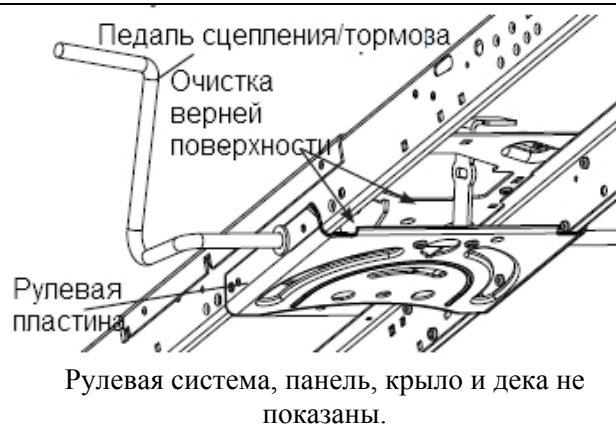 Педаль сцепления/тормоза
Очистка
верней
поверхности
Рулевая
пластина
Рулевая система, панель, крыло и дека не
показаны.